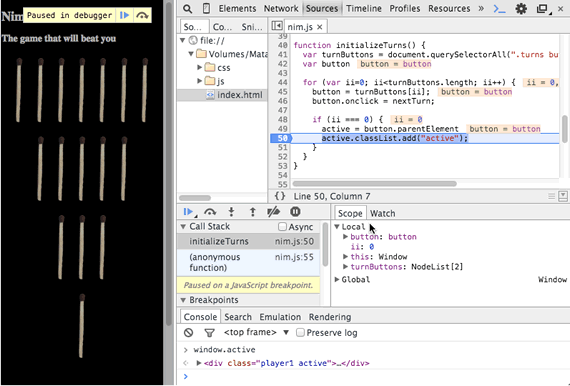 Nim
Paused in debugger
The game that will beat you
Elements Network Sources Timeline
So... Co... Sni...
nim.js ×
file://
Volumes/Mata
css
js
index.html
39
40 function initializeTurns() {
41 var turnButtons = document.querySelectorAll(".turns bu
42 var button button = button
43
44 for (var ii=0; ii<turnButtons.length; ii++) { ii = 0,
45 button = turnButtons[ii]; button = button
46 button.onclick = nextTurn;
47
48 if (ii === 0) { ii = 0
49 active = button.parentElement button = button
50 active.classList.add("active");
51 }
52 }
53 }
54
55
{} Line 50, Column 7
Call Stack Async
initializeTurns nim.js:50
(anonymous function) nim.js:55
Paused on a JavaScript breakpoint.
Breakpoints
Scope Watch
Local
button: button
ii: 0
this: Window
turnButtons: NodeList[2]
Global Window
Console Search Emulation Rendering
<top frame> Preserve log
> window.active
<div class="player1 active">…</div>
>